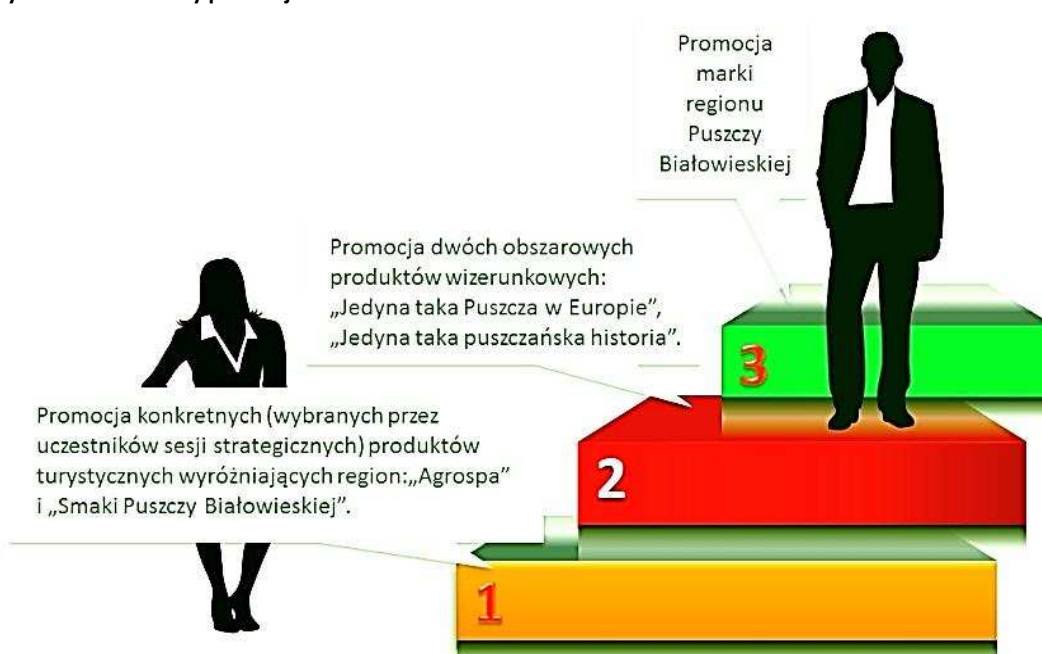 Promocja
marki
regionu
Puszczy
Białowieskiej
Promocja dwóch obszarowych
produktów wizerunkowych:
„Jedyna taka Puszcza w Europie”,
„Jedyna taka puszczańska historia”.
Promocja konkretnych (wybranych przez
uczestników sesji strategicznych) produktów
turystycznych wyróżniających region:„Agrospa”
i „Smaki Puszczy Białowieskiej”.
3
2
1